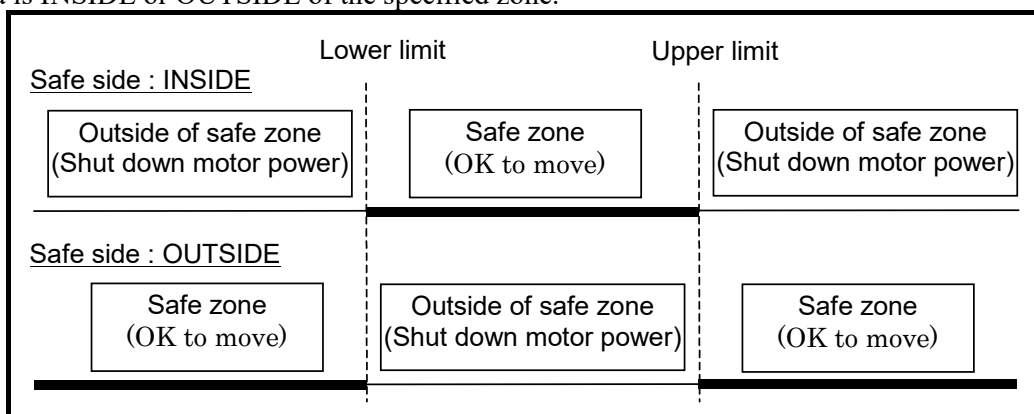 is INSIDE or OUTSIDE of the specified zone.
Lower limit Upper limit
Safe side : INSIDE
Outside of safe zone
(Shut down motor power)
Safe zone
(OK to move)
Outside of safe zone
(Shut down motor power)
Safe side : OUTSIDE
Safe zone
(OK to move)
Outside of safe zone
(Shut down motor power)
Safe zone
(OK to move)